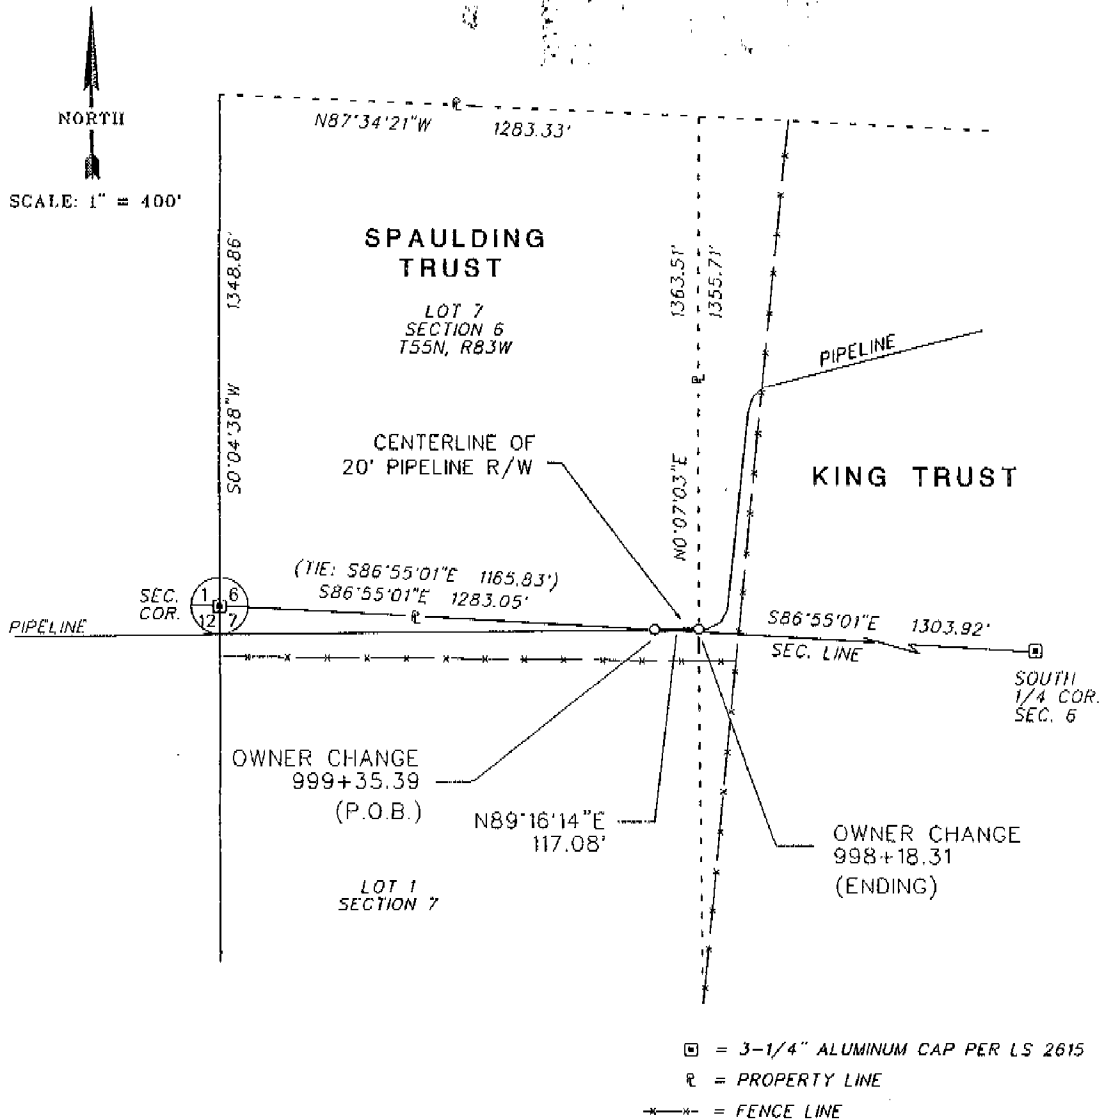 NORTH
SCALE: 1" = 400'
N87°34'21"W 1283.33'
1348.86'
S0°04'38"W
SPAULDING
TRUST
LOT 7
SECTION 6
T55N, R83W
1363.51'
1355.71'
N0°07'03"E
PIPELINE
CENTERLINE OF
20' PIPELINE R/W
KING TRUST
(TIE: S86°55'01"E 1165.83')
S86°55'01"E 1283.05'
SEC.
COR.
1 6
12 7
PIPELINE
S86°55'01"E 1303.92'
SEC. LINE
SOUTH
1/4 COR.
SEC. 6
OWNER CHANGE
999+35.39
(P.O.B.)
N89°16'14"E
117.08'
OWNER CHANGE
998+18.31
(ENDING)
LOT 1
SECTION 7
= 3-1/4" ALUMINUM CAP PER LS 2615
℄ = PROPERTY LINE
= FENCE LINE